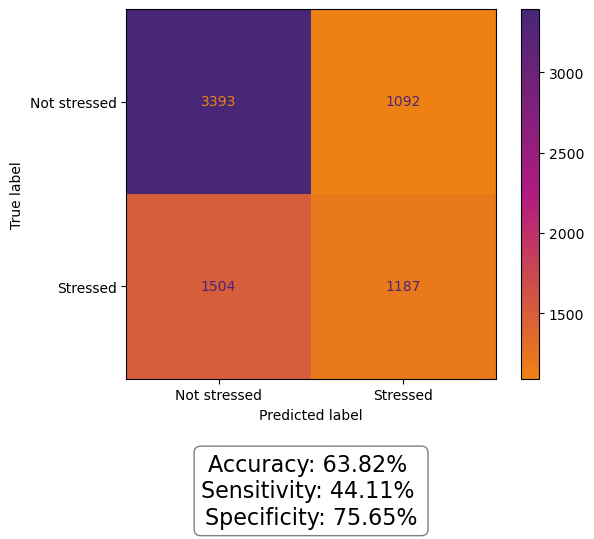 Not stressed
3393
1092
Stressed
1504
1187
True label
Not stressed
Stressed
Predicted label
3000
2500
2000
1500
Accuracy: 63.82%
Sensitivity: 44.11%
Specificity: 75.65%